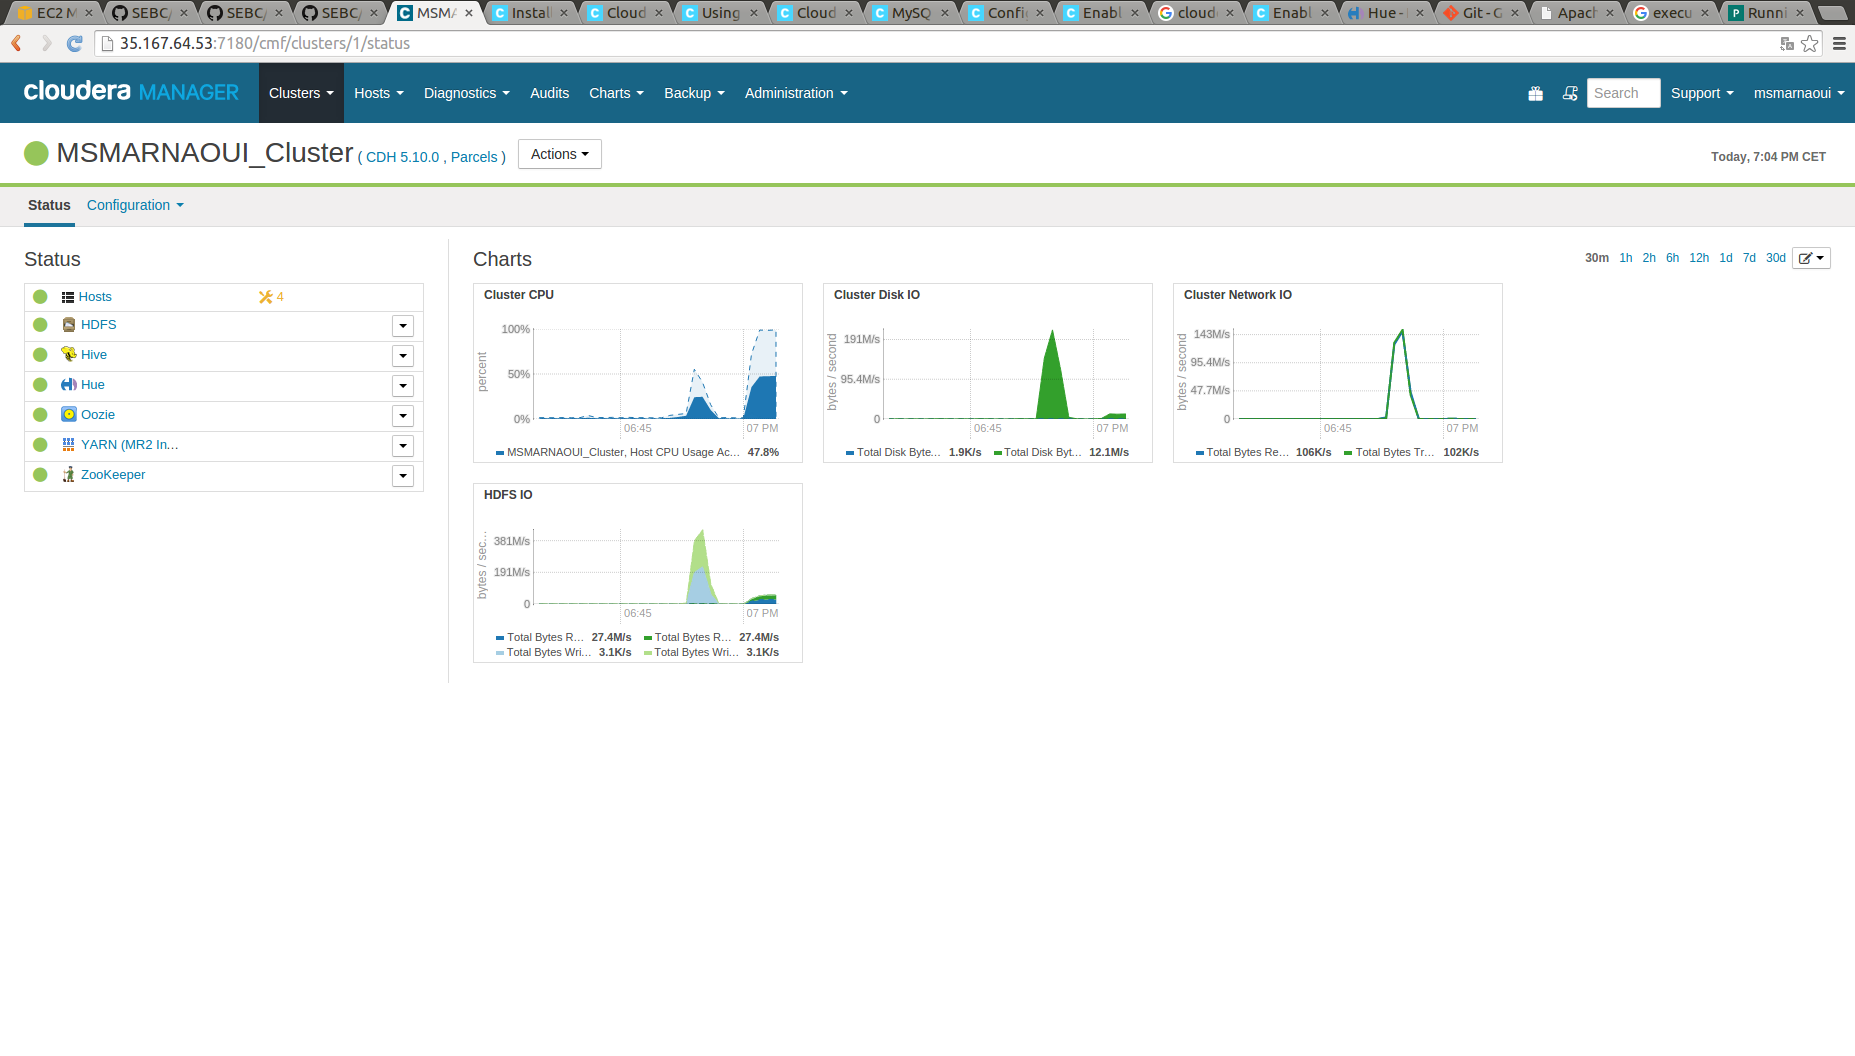 EC2 M
SEBC/
SEBC/
SEBC/
MSMA
Install
Cloud
Using
Cloud
MySQ
Config
Enabl
cloude
Enabl
Hue -
Git - G
Apach
execu
Runni
35.167.64.53:7180/cmf/clusters/1/status
cloudera MANAGER Clusters Hosts Diagnostics Audits Charts Backup Administration Search Support msmarnaoui
MSMARNAOUI_Cluster ( CDH 5.10.0 , Parcels ) Actions Today, 7:04 PM CET
Status Configuration
Status
Hosts 4
HDFS
Hive
Hue
Oozie
YARN (MR2 In...
ZooKeeper
Charts 30m 1h 2h 6h 12h 1d 7d 30d
Cluster CPU
percent
100%
50%
0%
06:45 07 PM
MSMARNAOUI_Cluster, Host CPU Usage Ac... 47.8%
Cluster Disk IO
bytes / second
191M/s
95.4M/s
0
06:45 07 PM
Total Disk Byte... 1.9K/s Total Disk Byt... 12.1M/s
Cluster Network IO
bytes / second
143M/s
95.4M/s
47.7M/s
0
06:45 07 PM
Total Bytes Re... 106K/s Total Bytes Tr... 102K/s
HDFS IO
bytes / sec...
381M/s
191M/s
0
06:45 07 PM
Total Bytes R... 27.4M/s Total Bytes R... 27.4M/s
Total Bytes Wri... 3.1K/s Total Bytes Wri... 3.1K/s